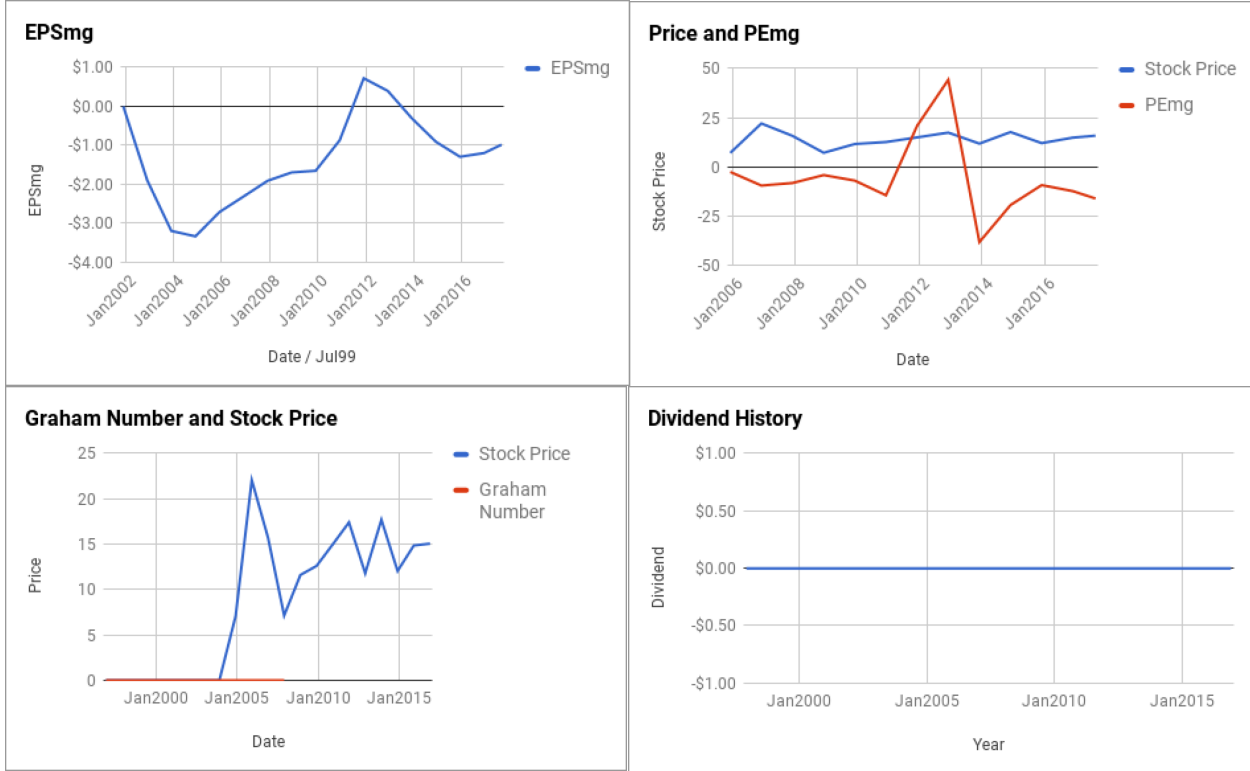 EPSmg
EPSmg
$1.00
$0.00
-$1.00
-$2.00
-$3.00
-$4.00
EPSmg
Jan2002
Jan2004
Jan2006
Jan2008
Jan2010
Jan2012
Jan2014
Jan2016
Date / Jul99
Price and PEmg
Stock Price
PEmg
50
25
0
-25
-50
Stock Price
Jan2006
Jan2008
Jan2010
Jan2012
Jan2014
Jan2016
Date
Graham Number and Stock Price
Stock Price
Graham
Number
25
20
15
10
5
0
Price
Jan2000
Jan2005
Jan2010
Jan2015
Date
Dividend History
$1.00
$0.50
$0.00
-$0.50
-$1.00
Dividend
Jan2000
Jan2005
Jan2010
Jan2015
Year